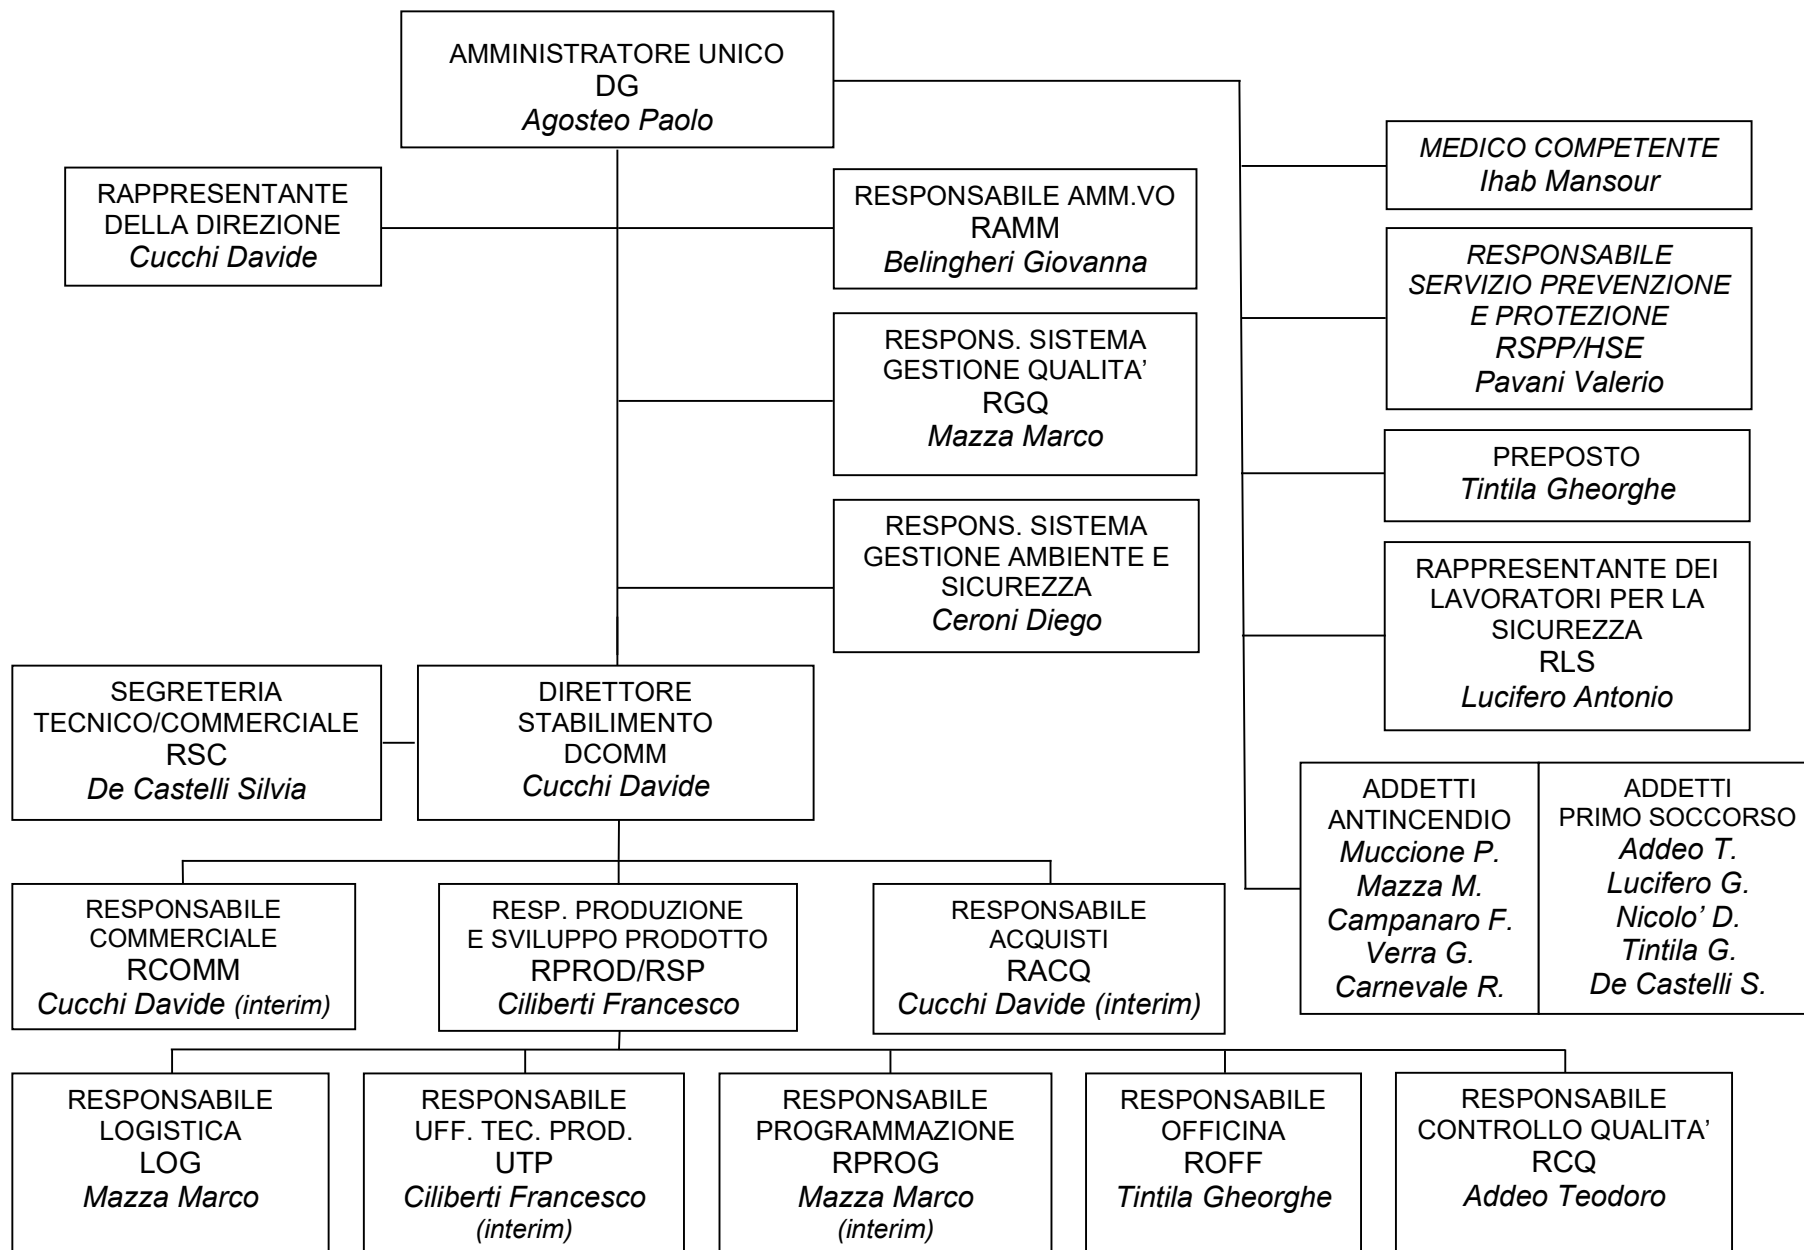 AMMINISTRATORE UNICO
DG
Agosteo Paolo
RAPPRESENTANTE
DELLA DIREZIONE
Cucchi Davide
RESPONSABILE AMM.VO
RAMM
Belingheri Giovanna
RESPONS. SISTEMA
GESTIONE QUALITA’
RGQ
Mazza Marco
RESPONS. SISTEMA
GESTIONE AMBIENTE E
SICUREZZA
Ceroni Diego
MEDICO COMPETENTE
Ihab Mansour
RESPONSABILE
SERVIZIO PREVENZIONE
E PROTEZIONE
RSPP/HSE
Pavani Valerio
PREPOSTO
Tintila Gheorghe
RAPPRESENTANTE DEI
LAVORATORI PER LA
SICUREZZA
RLS
Lucifero Antonio
SEGRETERIA
TECNICO/COMMERCIALE
RSC
De Castelli Silvia
DIRETTORE
STABILIMENTO
DCOMM
Cucchi Davide
ADDETTI
ANTINCENDIO
Muccione P.
Mazza M.
Campanaro F.
Verra G.
Carnevale R.
ADDETTI
PRIMO SOCCORSO
Addeo T.
Lucifero G.
Nicolo’ D.
Tintila G.
De Castelli S.
RESPONSABILE
COMMERCIALE
RCOMM
Cucchi Davide (interim)
RESP. PRODUZIONE
E SVILUPPO PRODOTTO
RPROD/RSP
Ciliberti Francesco
RESPONSABILE
ACQUISTI
RACQ
Cucchi Davide (interim)
RESPONSABILE
LOGISTICA
LOG
Mazza Marco
RESPONSABILE
UFF. TEC. PROD.
UTP
Ciliberti Francesco
(interim)
RESPONSABILE
PROGRAMMAZIONE
RPROG
Mazza Marco
(interim)
RESPONSABILE
OFFICINA
ROFF
Tintila Gheorghe
RESPONSABILE
CONTROLLO QUALITA’
RCQ
Addeo Teodoro